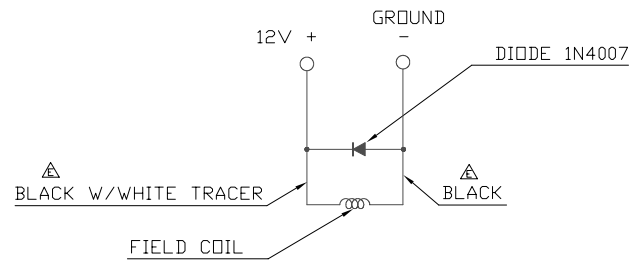 GROUND
12V + -
DIODE 1N4007
E E
BLACK W/WHITE TRACER BLACK
FIELD COIL